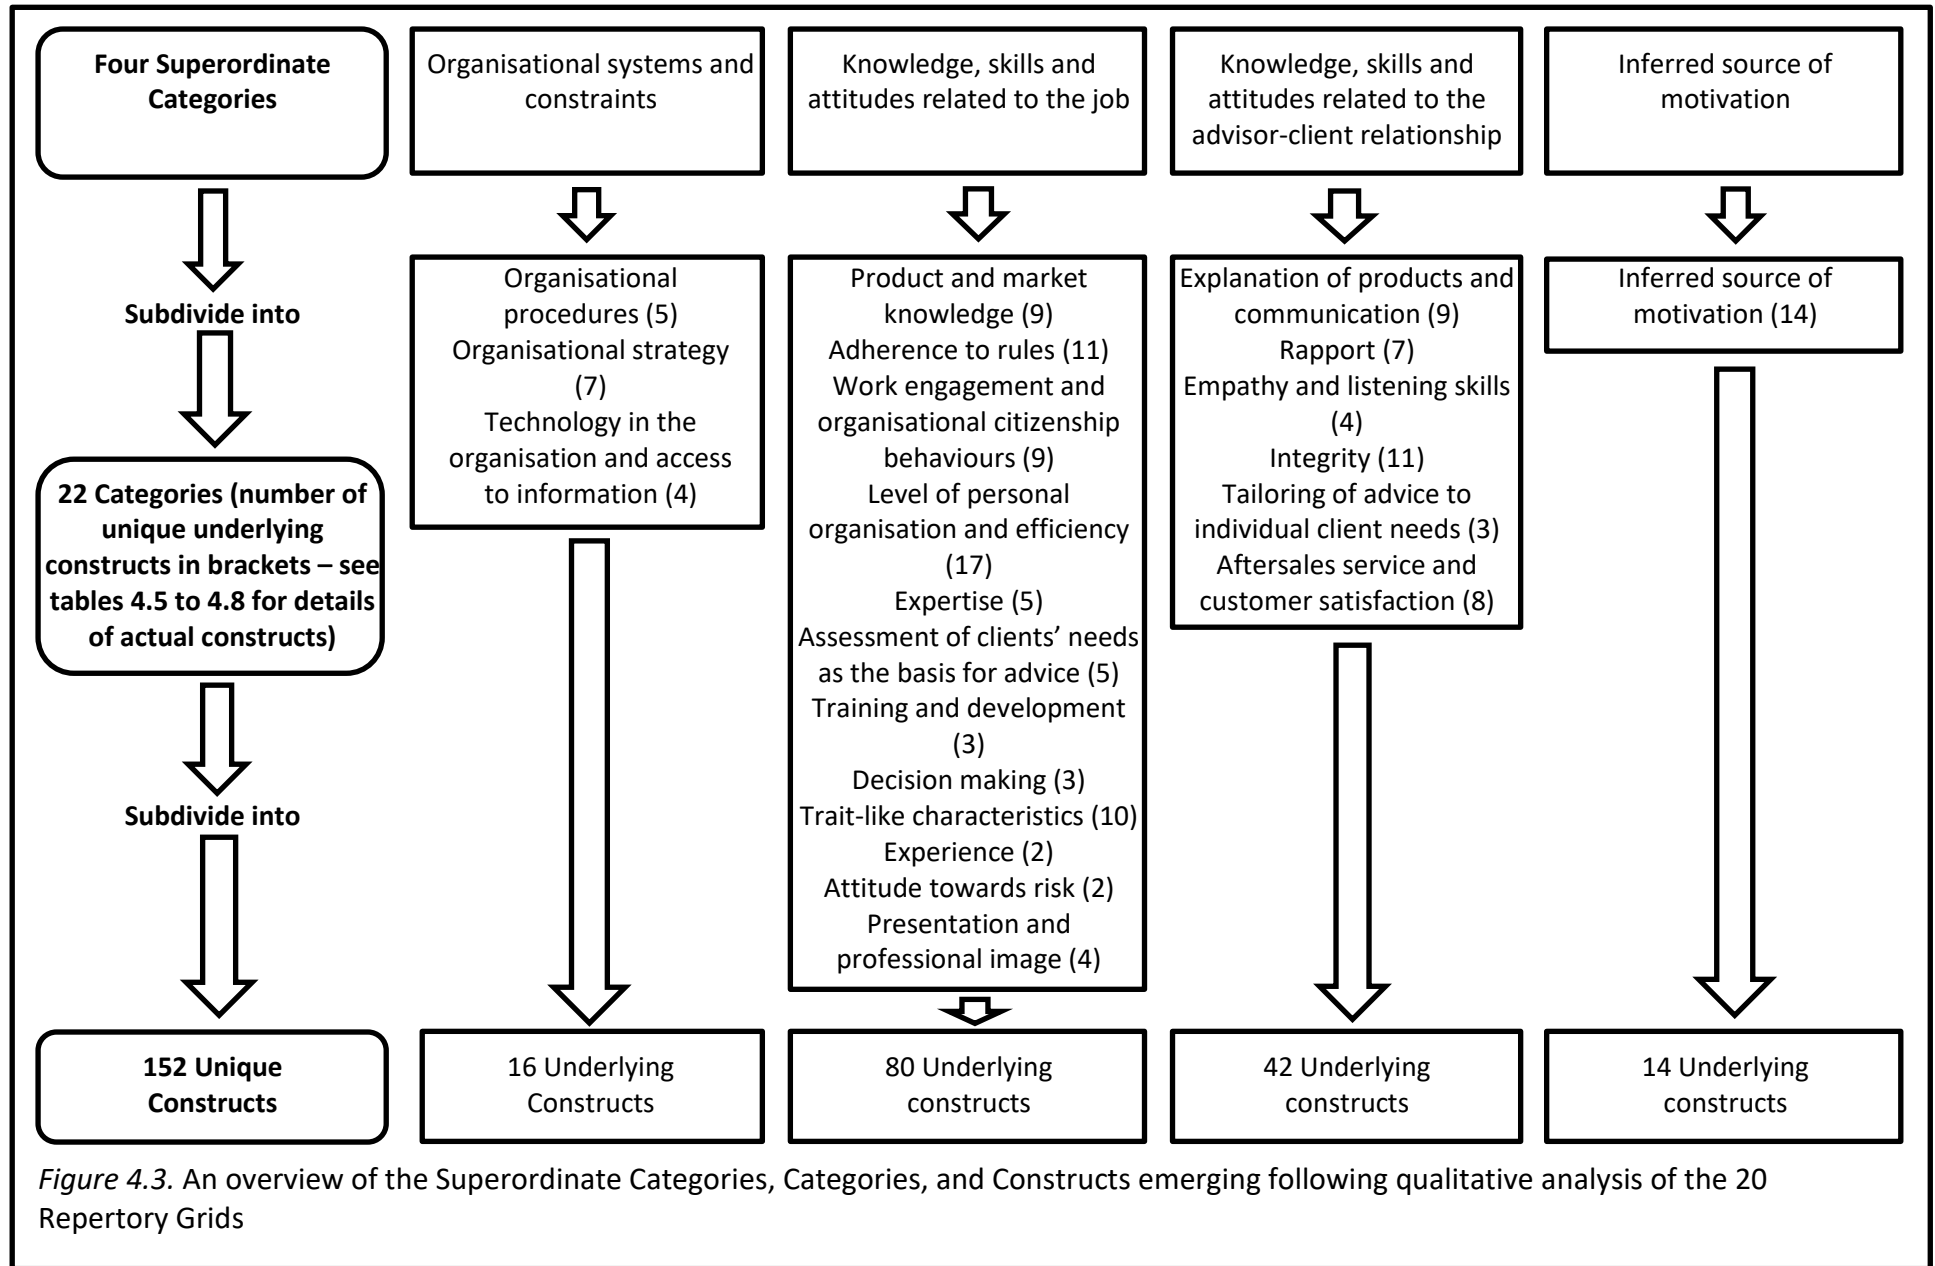 Four Superordinate
Categories
Organisational systems and
constraints
Knowledge, skills and
attitudes related to the job
Knowledge, skills and
attitudes related to the
advisor-client relationship
Inferred source of
motivation
Subdivide into
22 Categories (number of
unique underlying
constructs in brackets – see
tables 4.5 to 4.8 for details
of actual constructs)
Organisational
procedures (5)
Organisational strategy
(7)
Technology in the
organisation and access
to information (4)
Product and market
knowledge (9)
Adherence to rules (11)
Work engagement and
organisational citizenship
behaviours (9)
Level of personal
organisation and efficiency
(17)
Expertise (5)
Assessment of clients’ needs
as the basis for advice (5)
Training and development
(3)
Decision making (3)
Trait-like characteristics (10)
Experience (2)
Attitude towards risk (2)
Presentation and
professional image (4)
Explanation of products and
communication (9)
Rapport (7)
Empathy and listening skills
(4)
Integrity (11)
Tailoring of advice to
individual client needs (3)
Aftersales service and
customer satisfaction (8)
Inferred source of
motivation (14)
Subdivide into
152 Unique
Constructs
16 Underlying
Constructs
80 Underlying
constructs
42 Underlying
constructs
14 Underlying
constructs
Figure 4.3. An overview of the Superordinate Categories, Categories, and Constructs emerging following qualitative analysis of the 20
Repertory Grids